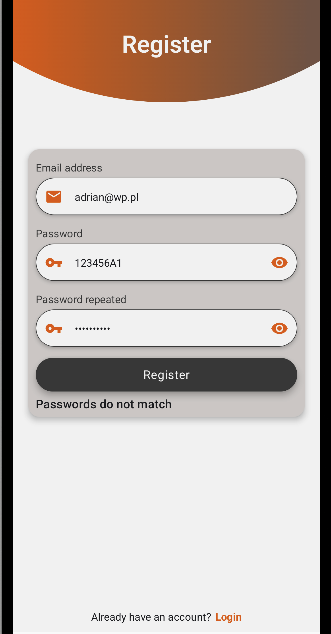 Register
Email address
adrian@wp.pl
Password
123456A1
Password repeated
••••••••••
Register
Passwords do not match
Already have an account? Login